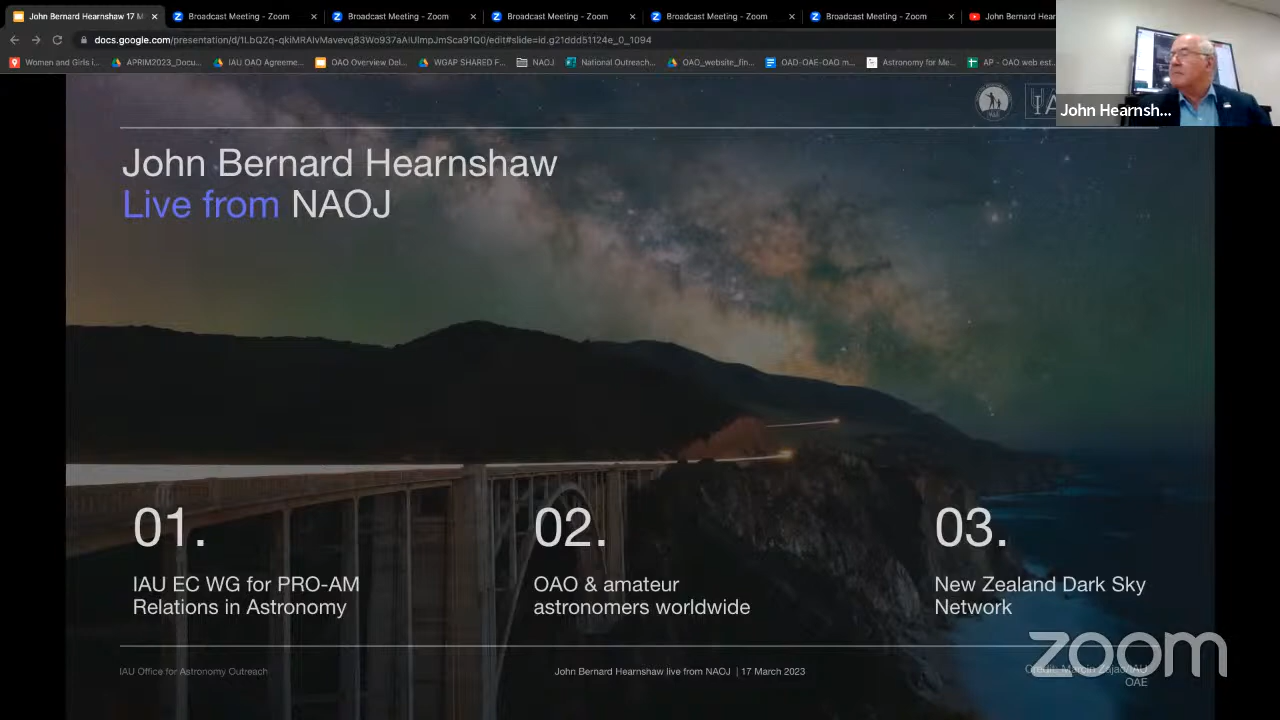 John Bernard Hearnshaw 17 M
Broadcast Meeting - Zoom
Broadcast Meeting - Zoom
Broadcast Meeting - Zoom
Broadcast Meeting - Zoom
Broadcast Meeting - Zoom
John Bernard Hear
docs.google.com/presentation/d/1LbQZq-qkiMRAlvMavevq83Wo937aAIUlmpJmSca91Q0/edit#slide=id.g21ddd51124e_0_1094
Women and Girls i...
APRIM2023_Docu...
IAU OAO Agreeme...
OAO Overview Del...
WGAP SHARED F...
NAOJ
National Outreach...
OAO_website_fin...
OAD-OAE-OAO m...
Astronomy for Me...
AP - OAO web est...
John Hearnsh...
John Bernard Hearnshaw
Live from NAOJ
01.
IAU EC WG for PRO-AM
Relations in Astronomy
02.
OAO & amateur
astronomers worldwide
03.
New Zealand Dark Sky
Network
IAU Office for Astronomy Outreach
John Bernard Hearnshaw live from NAOJ | 17 March 2023
Credit: Marcin Zajac/IAU
OAE
zoom